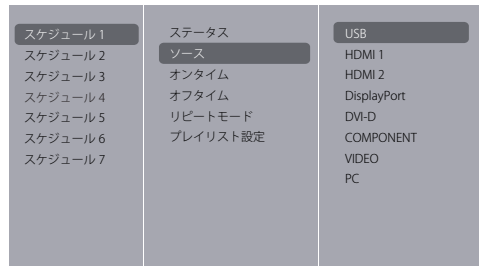 スケジュール 1
スケジュール 2
スケジュール 3
スケジュール 4
スケジュール 5
スケジュール 6
スケジュール 7
ステータス
ソース
オンタイム
オフタイム
リピートモード
プレイリスト設定
USB
HDMI 1
HDMI 2
DisplayPort
DVI-D
COMPONENT
VIDEO
PC